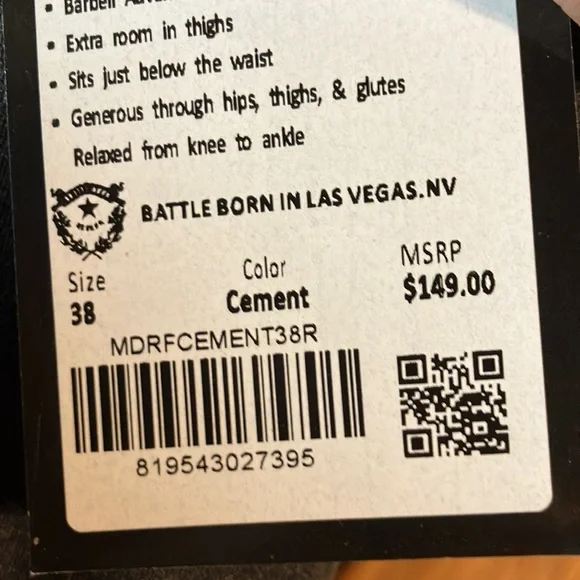 • Barbell
• Extra room in thighs
• Sits just below the waist
• Generous through hips, thighs, & glutes
Relaxed from knee to ankle
BATTLE BORN IN LAS VEGAS.NV
Size
38
Color
Cement
MSRP
$149.00
MDRFCEMENT38R
819543027395